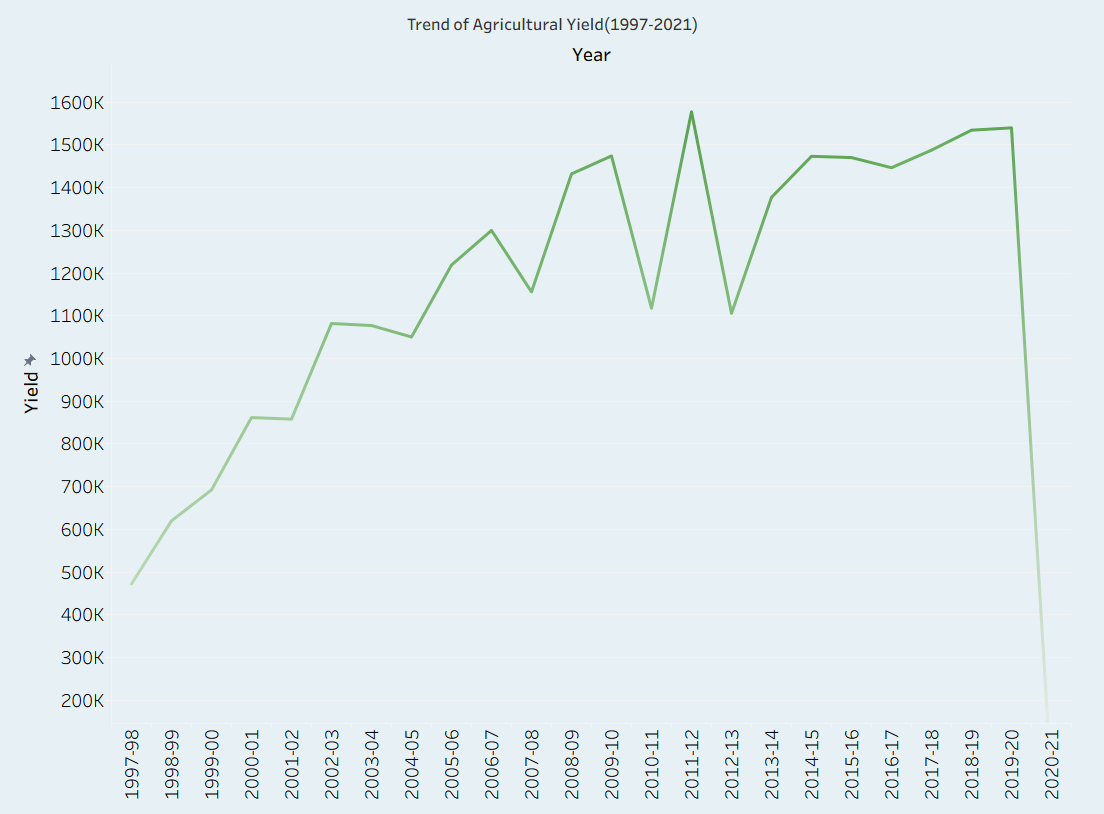 Trend of Agricultural Yield(1997-2021)
Year
1600K
1500K
1400K
1300K
1200K
1100K
1000K
900K
800K
700K
600K
500K
400K
300K
200K
Yield
1997-98
1998-99
1999-00
2000-01
2001-02
2002-03
2003-04
2004-05
2005-06
2006-07
2007-08
2008-09
2009-10
2010-11
2011-12
2012-13
2013-14
2014-15
2015-16
2016-17
2017-18
2018-19
2019-20
2020-21